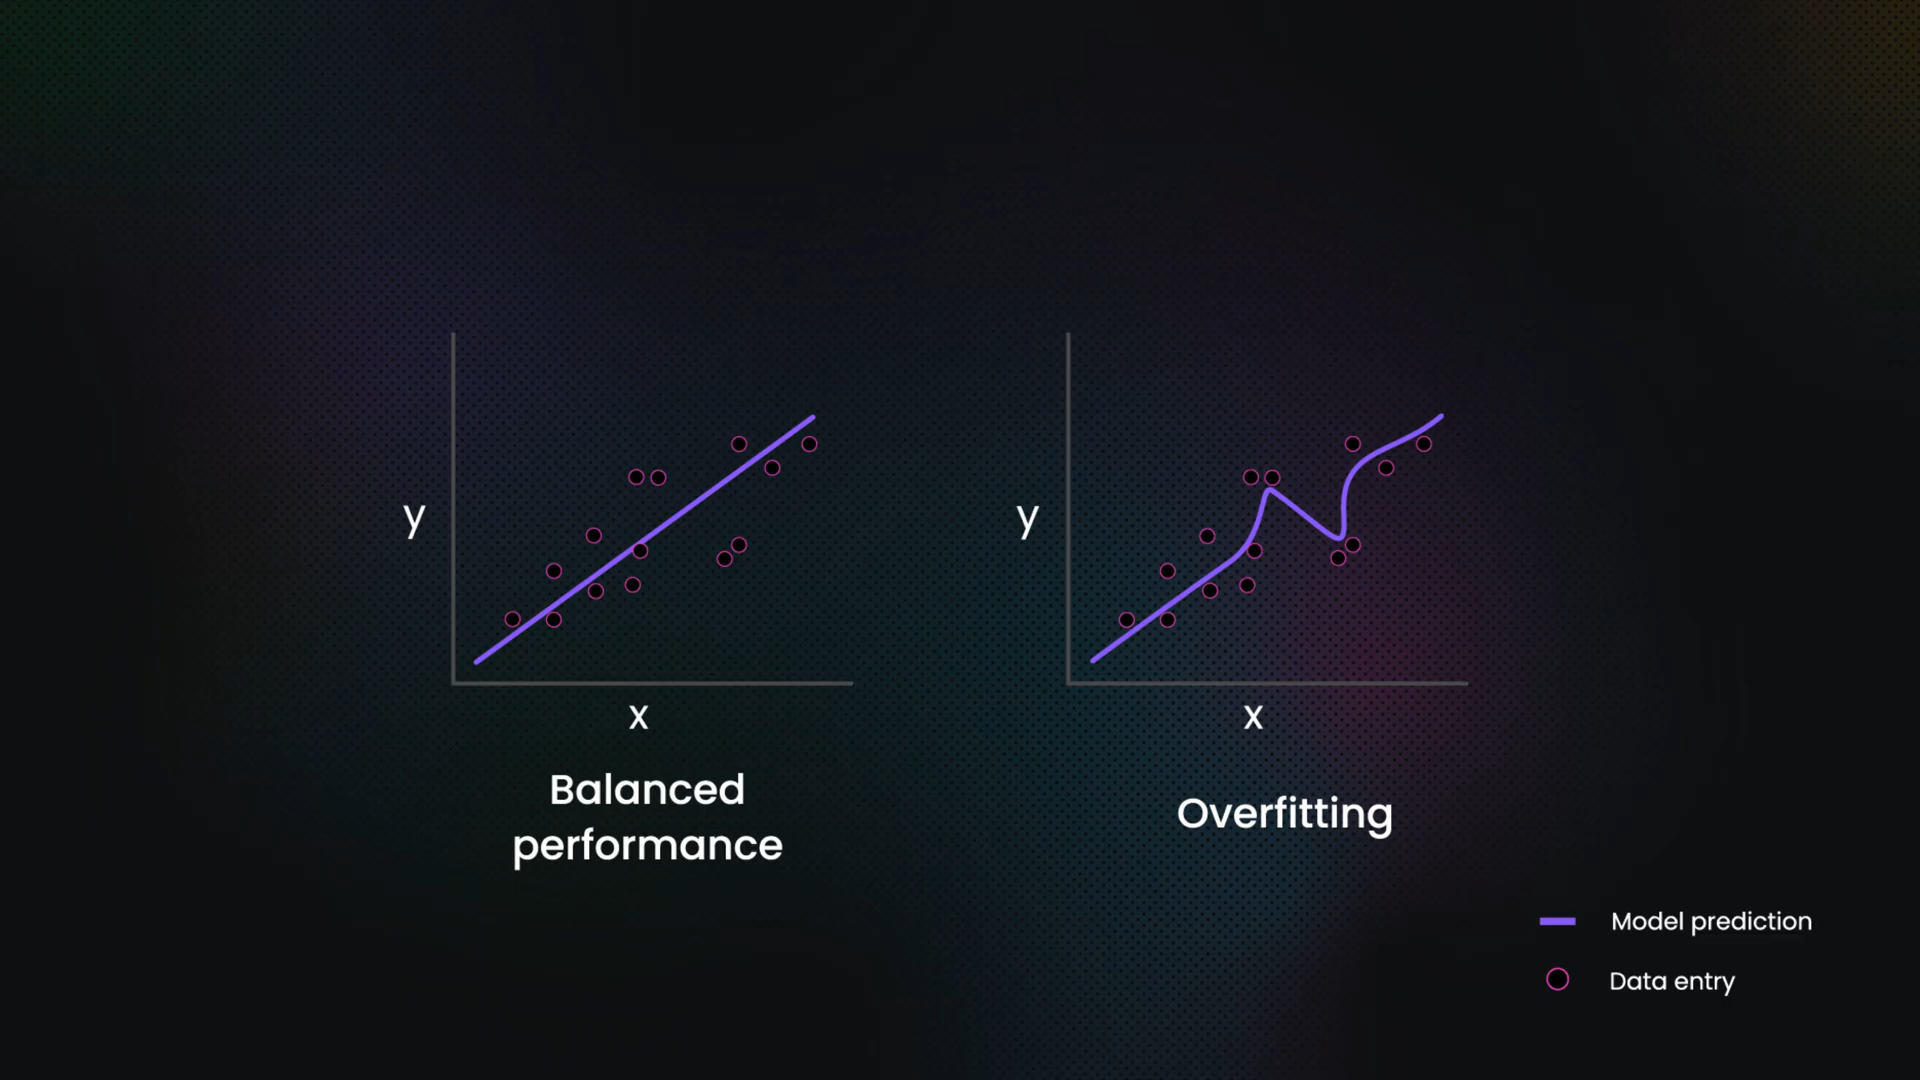 y
x
Balanced
performance
y
x
Overfitting
Model prediction
Data entry